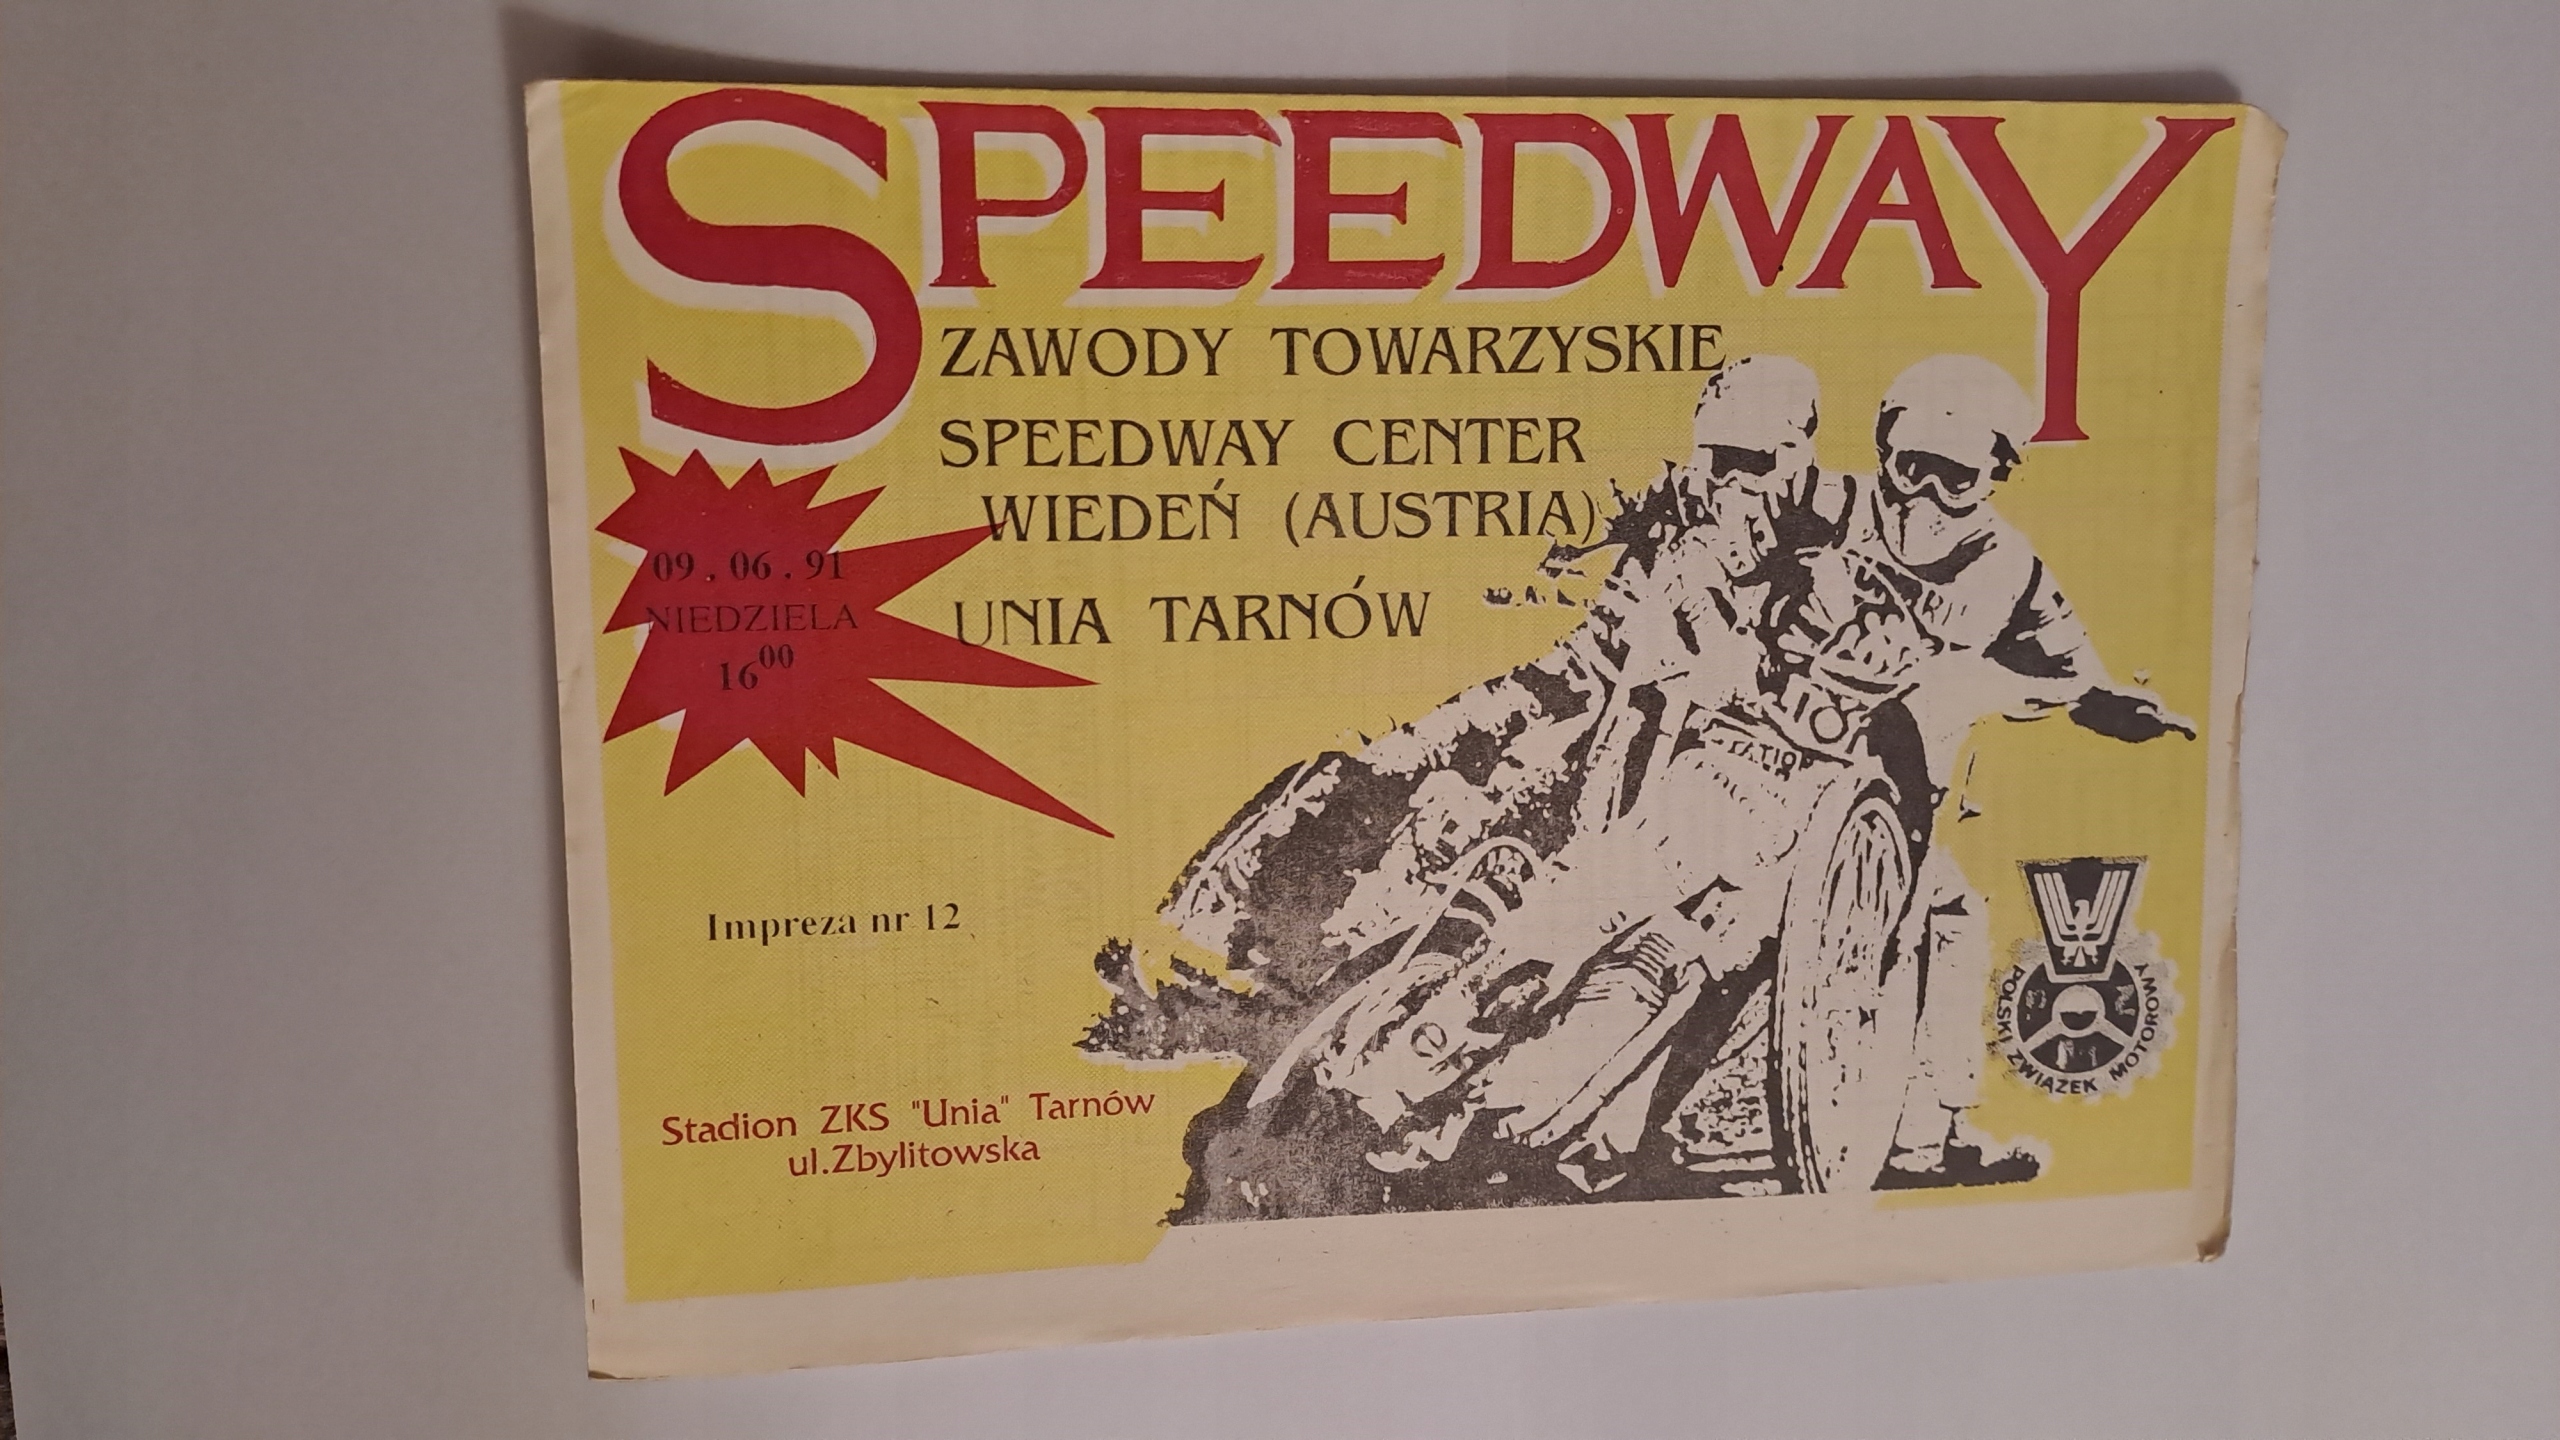 SPEEDWAY
ZAWODY TOWARZYSKIE
SPEEDWAY CENTER
WIEDEŃ (AUSTRIA)
UNIA TARNÓW
09.06.91
NIEDZIELA
16⁰⁰
Impreza nr 12
Stadion ZKS "Unia" Tarnów
ul.Zbylitowska
POLSKI ZWIĄZEK MOTOROWY